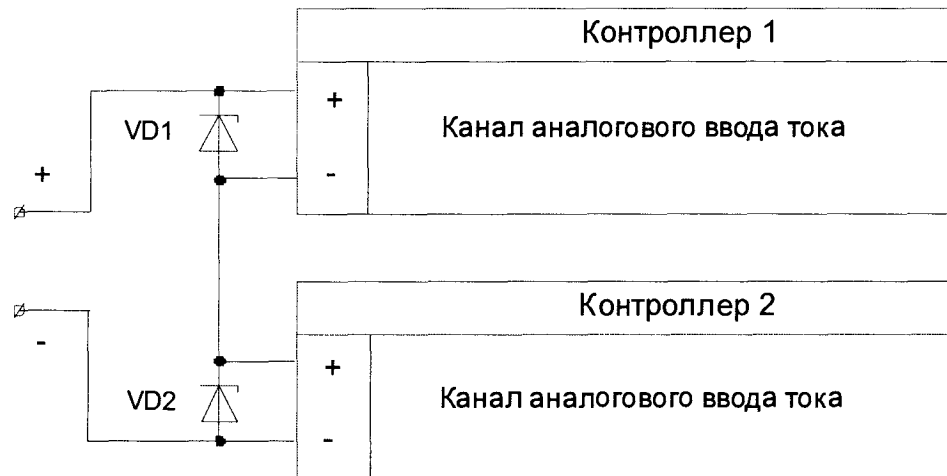 Контроллер 1
+
VD1
Канал аналогового ввода тока
+
-
Контроллер 2
-
+
VD2
Канал аналогового ввода тока
-